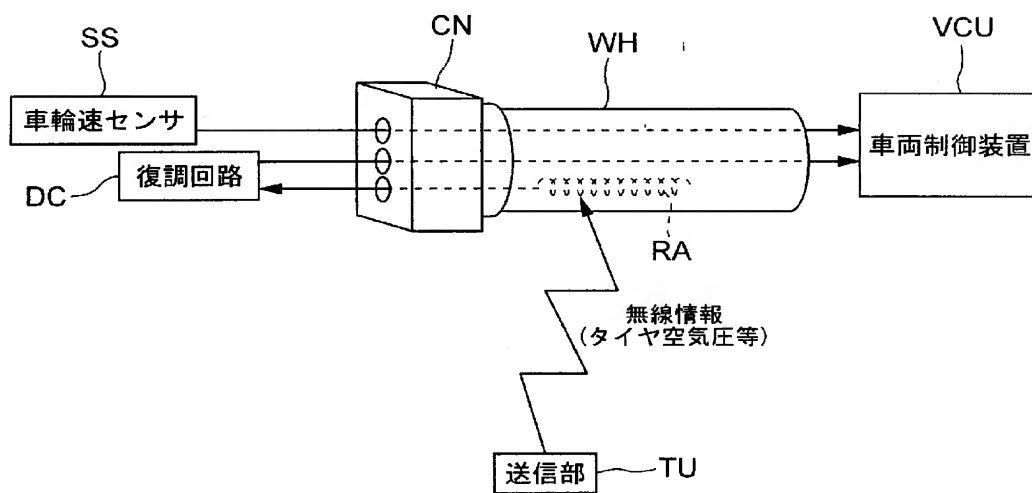 SS
CN
WH
VCU
車輪速センサ
車両制御装置
DC
復調回路
RA
無線情報
(タイヤ空気圧等)
送信部
TU